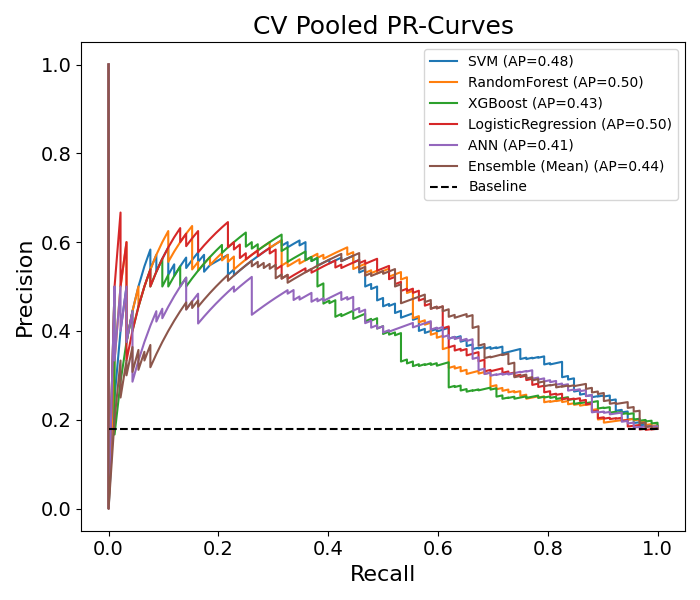 CV Pooled PR-Curves
SVM (AP=0.48)
RandomForest (AP=0.50)
XGBoost (AP=0.43)
LogisticRegression (AP=0.50)
ANN (AP=0.41)
Ensemble (Mean) (AP=0.44)
Baseline
Precision
1.0
0.8
0.6
0.4
0.2
0.0
0.0 0.2 0.4 0.6 0.8 1.0
Recall